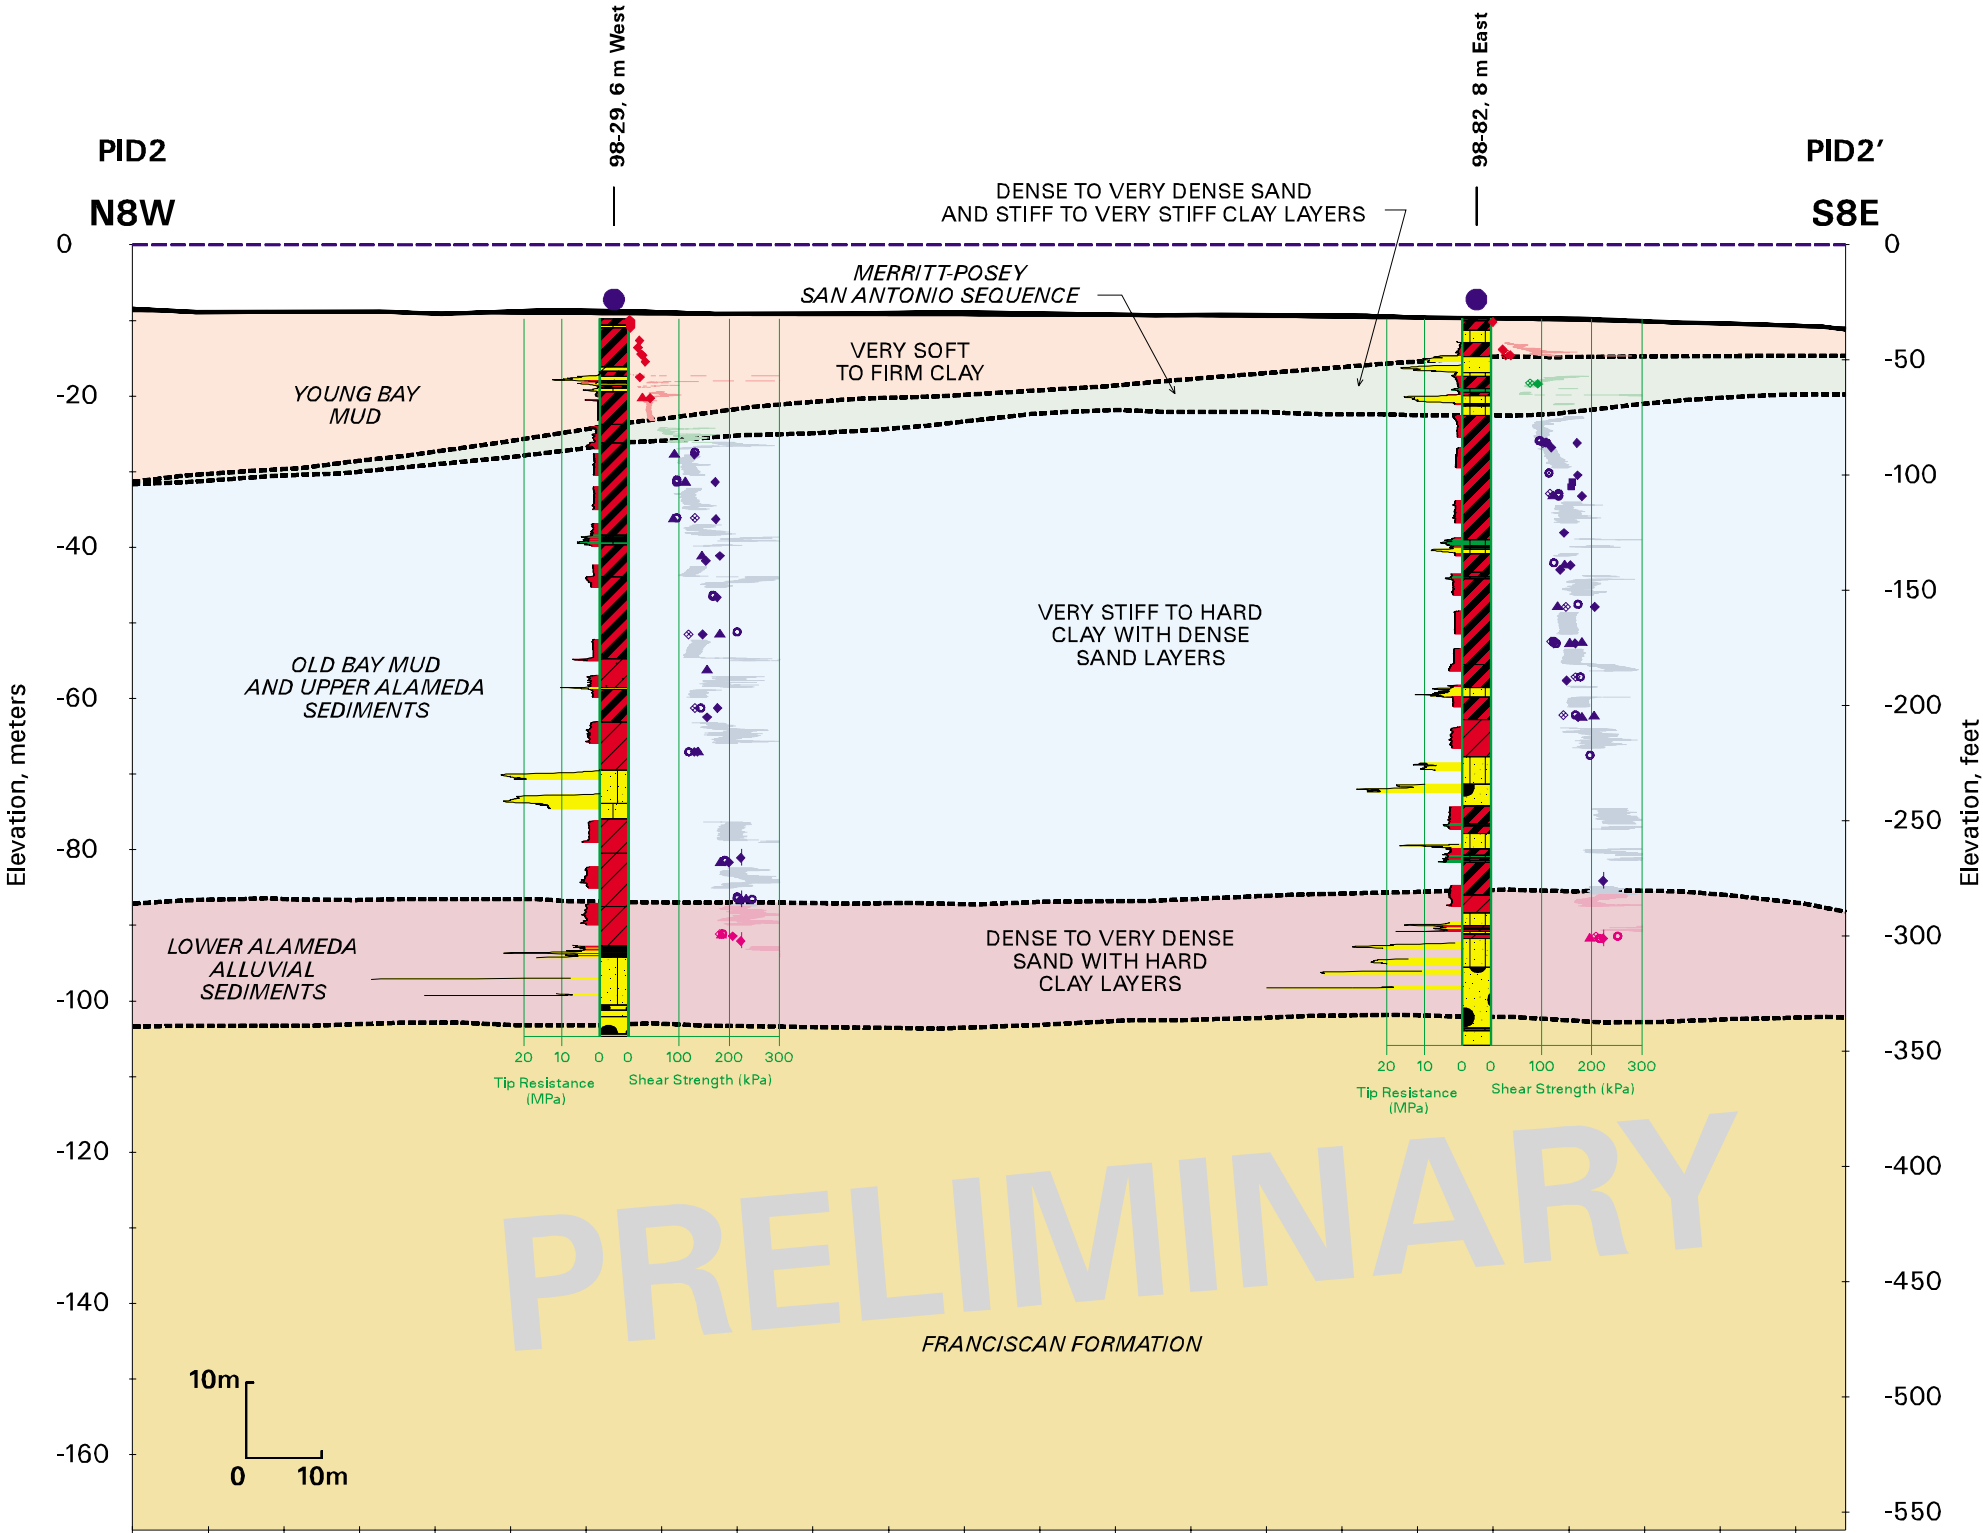 98-29, 6 m West
98-82, 8 m East
PID2
PID2’
N8W
S8E
DENSE TO VERY DENSE SAND
AND STIFF TO VERY STIFF CLAY LAYERS
0
0
MERRITT-POSEY
SAN ANTONIO SEQUENCE
VERY SOFT
TO FIRM CLAY
-50
YOUNG BAY
MUD
-20
-100
-40
-150
VERY STIFF TO HARD
CLAY WITH DENSE
SAND LAYERS
OLD BAY MUD
AND UPPER ALAMEDA
SEDIMENTS
-60
-200
Elevation, meters
Elevation, feet
-250
-80
LOWER ALAMEDA
ALLUVIAL
SEDIMENTS
DENSE TO VERY DENSE
SAND WITH HARD
CLAY LAYERS
-300
-100
-350
20 10 0 0 100 200 300
Tip Resistance
(MPa)
Shear Strength (kPa)
20 10 0 0 100 200 300
Tip Resistance
(MPa)
Shear Strength (kPa)
-120
-400
PRELIMINARY
-450
-140
FRANCISCAN FORMATION
10m
-500
-160
0 10m
-550